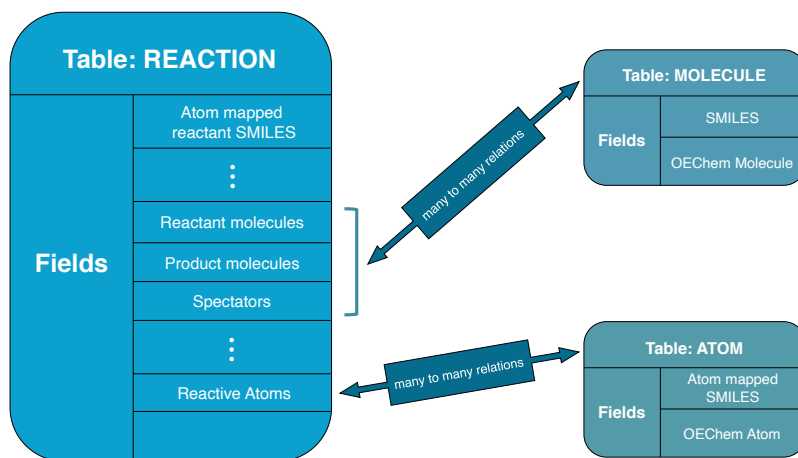 Table: REACTION
Fields
Atom mapped
reactant SMILES
Reactant molecules
Product molecules
Spectators
Reactive Atoms
many to many relations
many to many relations
Table: MOLECULE
Fields
SMILES
OEChem Molecule
Table: ATOM
Fields
Atom mapped
SMILES
OEChem Atom